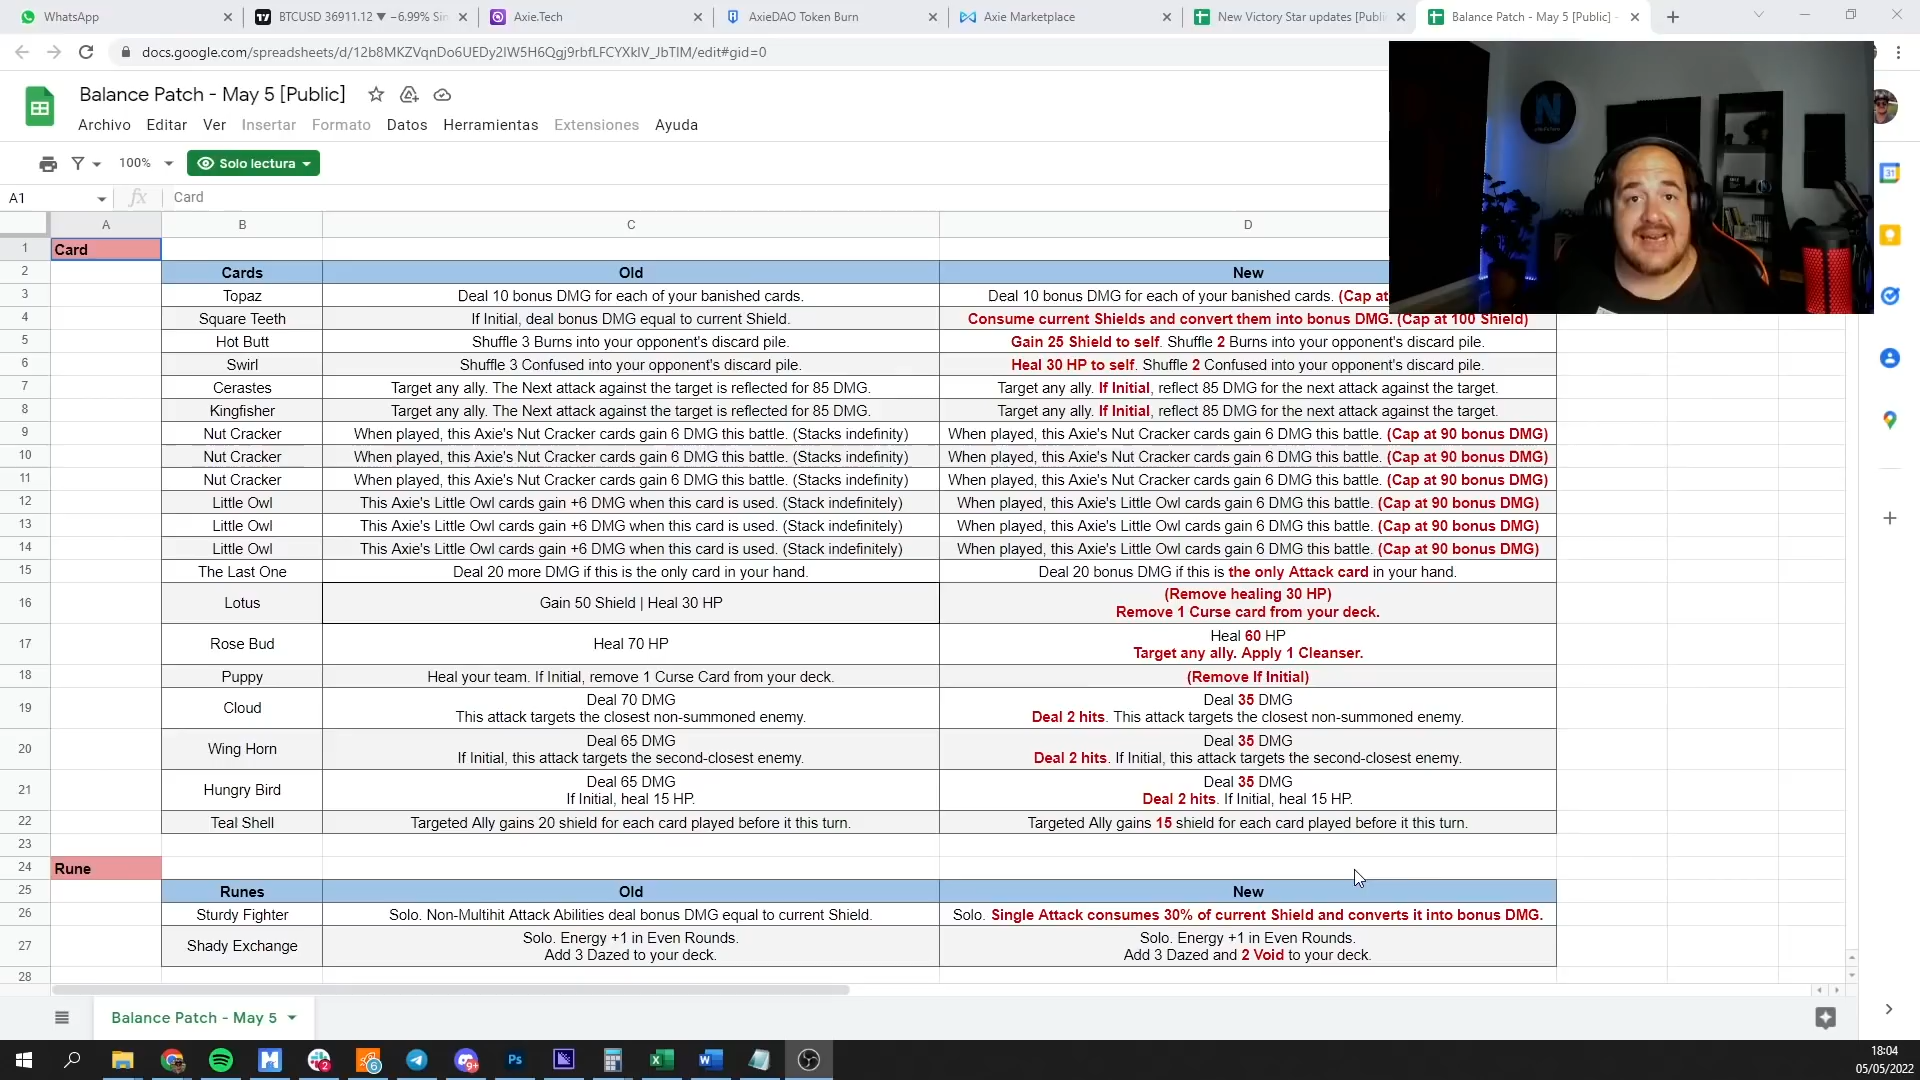 WhatsApp
BTCUSD 36911.12 ▼ −6.99%
Axie.Tech
AxieDAO Token Burn
Axie Marketplace
New Victory Star updates
Balance Patch - May 5 [Public] -
docs.google.com/spreadsheets/d/
Balance Patch - May 5 [Public]
Archivo Editar Ver Insertar Formato Datos Herramientas Extensiones Ayuda
100% Solo lectura
A1 fx Card
A B C D
1 Card
2 Cards Old New
3 Topaz Deal 10 bonus DMG for each of your banished cards. Deal 10 bonus DMG for each of your banished cards. (Cap at
4 Square Teeth If Initial, deal bonus DMG equal to current Shield. Consume current Shields and convert them into bonus DMG. (Cap at 100 Shield)
5 Hot Butt Shuffle 3 Burns into your opponent's discard pile. Gain 25 Shield to self. Shuffle 2 Burns into your opponent's discard pile.
6 Swirl Shuffle 3 Confused into your opponent's discard pile. Heal 30 HP to self. Shuffle 2 Confused into your opponent's discard pile.
7 Cerastes Target any ally. The Next attack against the target is reflected for 85 DMG. Target any ally. If Initial, reflect 85 DMG for the next attack against the target.
8 Kingfisher Target any ally. The Next attack against the target is reflected for 85 DMG. Target any ally. If Initial, reflect 85 DMG for the next attack against the target.
9 Nut Cracker When played, this Axie's Nut Cracker cards gain 6 DMG this battle. (Stacks indefinity) When played, this Axie's Nut Cracker cards gain 6 DMG this battle. (Cap at 90 bonus DMG)
10 Nut Cracker When played, this Axie's Nut Cracker cards gain 6 DMG this battle. (Stacks indefinity) When played, this Axie's Nut Cracker cards gain 6 DMG this battle. (Cap at 90 bonus DMG)
11 Nut Cracker When played, this Axie's Nut Cracker cards gain 6 DMG this battle. (Stacks indefinity) When played, this Axie's Nut Cracker cards gain 6 DMG this battle. (Cap at 90 bonus DMG)
12 Little Owl This Axie's Little Owl cards gain +6 DMG when this card is used. (Stack indefinitely) When played, this Axie's Little Owl cards gain 6 DMG this battle. (Cap at 90 bonus DMG)
13 Little Owl This Axie's Little Owl cards gain +6 DMG when this card is used. (Stack indefinitely) When played, this Axie's Little Owl cards gain 6 DMG this battle. (Cap at 90 bonus DMG)
14 Little Owl This Axie's Little Owl cards gain +6 DMG when this card is used. (Stack indefinitely) When played, this Axie's Little Owl cards gain 6 DMG this battle. (Cap at 90 bonus DMG)
15 The Last One Deal 20 more DMG if this is the only card in your hand. Deal 20 bonus DMG if this is the only Attack card in your hand.
16 Lotus Gain 50 Shield | Heal 30 HP (Remove healing 30 HP)
Remove 1 Curse card from your deck.
17 Rose Bud Heal 70 HP Heal 60 HP
Target any ally. Apply 1 Cleanser.
18 Puppy Heal your team. If Initial, remove 1 Curse Card from your deck. (Remove If Initial)
19 Cloud Deal 70 DMG Deal 35 DMG
This attack targets the closest non-summoned enemy. Deal 2 hits. This attack targets the closest non-summoned enemy.
20 Wing Horn Deal 65 DMG Deal 35 DMG
If Initial, this attack targets the second-closest enemy. Deal 2 hits. If Initial, this attack targets the second-closest enemy.
21 Hungry Bird Deal 65 DMG Deal 35 DMG
If Initial, heal 15 HP. Deal 2 hits. If Initial, heal 15 HP.
22 Teal Shell Targeted Ally gains 20 shield for each card played before it this turn. Targeted Ally gains 15 shield for each card played before it this turn.
23
24 Rune
25 Runes Old New
26 Sturdy Fighter Solo. Non-Multihit Attack Abilities deal bonus DMG equal to current Shield. Solo. Single Attack consumes 30% of current Shield and converts it into bonus DMG.
27 Shady Exchange Solo. Energy +1 in Even Rounds. Solo. Energy +1 in Even Rounds.
Add 3 Dazed to your deck. Add 3 Dazed and 2 Void to your deck.
28
Balance Patch - May 5
18:04
05/05/2022